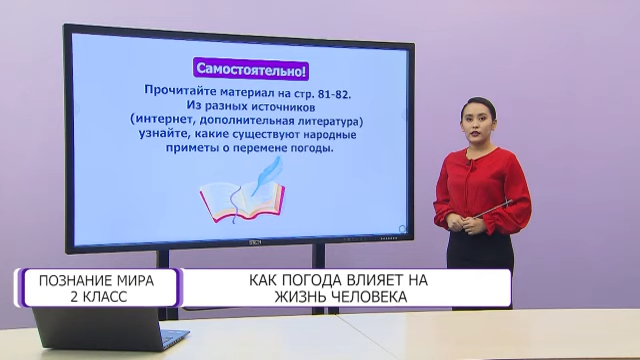 Самостоятельно!
Прочитайте материал на стр. 81-82.
Из разных источников
(интернет, дополнительная литература)
узнайте, какие существуют народные
приметы о перемене погоды.
ПОЗНАНИЕ МИРА
2 КЛАСС
КАК ПОГОДА ВЛИЯЕТ НА
ЖИЗНЬ ЧЕЛОВЕКА